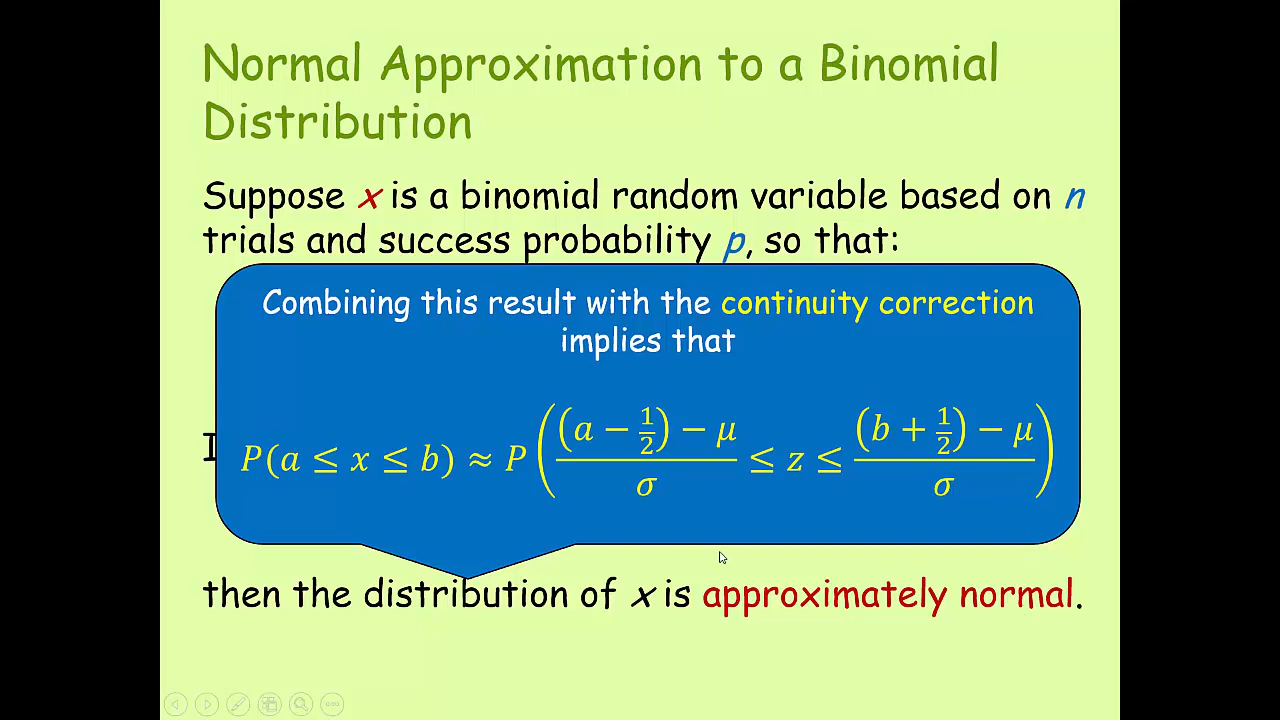 Normal Approximation to a Binomial
Distribution
Suppose x is a binomial random variable based on n
trials and success probability p, so that:
Combining this result with the continuity correction
implies that
P(a ≤ x ≤ b) ≈ P( ((a − 1/2) − μ)/σ ≤ z ≤ ((b + 1/2) − μ)/σ )
then the distribution of x is approximately normal.